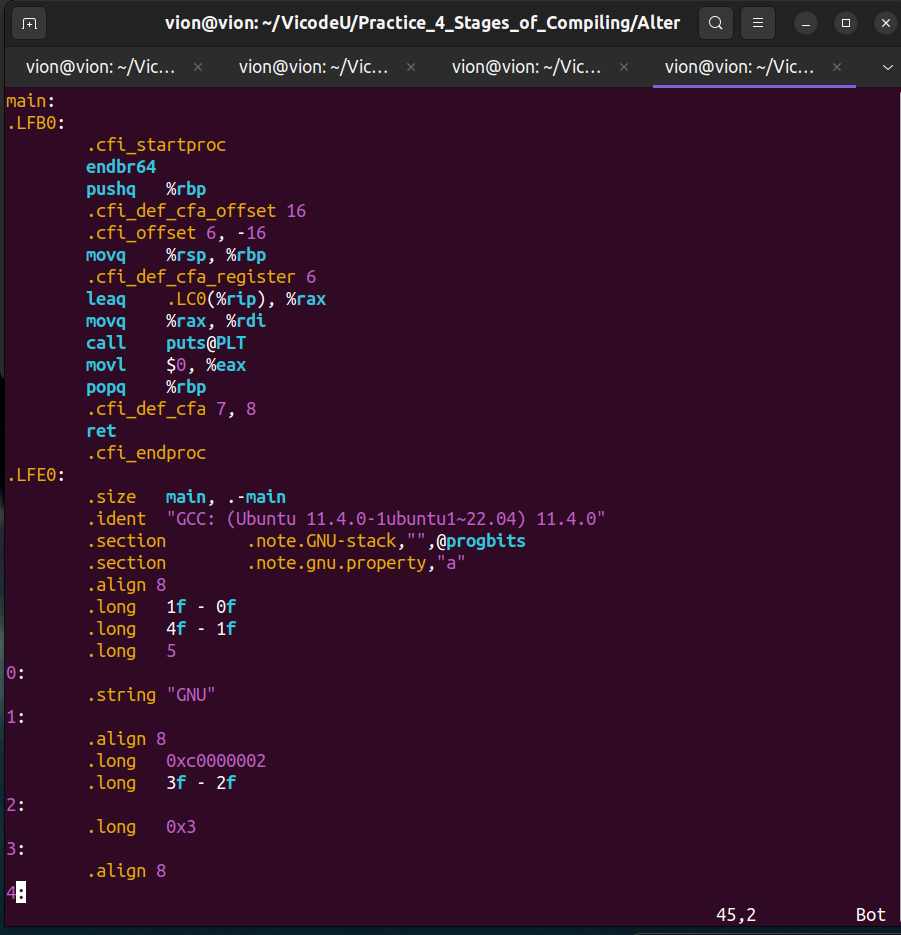 vion@vion: ~/VicodeU/Practice_4_Stages_of_Compiling/Alter
vion@vion: ~/Vic... × vion@vion: ~/Vic... × vion@vion: ~/Vic... × vion@vion: ~/Vic... ×
main:
.LFB0:
        .cfi_startproc
        endbr64
        pushq   %rbp
        .cfi_def_cfa_offset 16
        .cfi_offset 6, -16
        movq    %rsp, %rbp
        .cfi_def_cfa_register 6
        leaq    .LC0(%rip), %rax
        movq    %rax, %rdi
        call    puts@PLT
        movl    $0, %eax
        popq    %rbp
        .cfi_def_cfa 7, 8
        ret
        .cfi_endproc
.LFE0:
        .size   main, .-main
        .ident  "GCC: (Ubuntu 11.4.0-1ubuntu1~22.04) 11.4.0"
        .section        .note.GNU-stack,"",@progbits
        .section        .note.gnu.property,"a"
        .align 8
        .long   1f - 0f
        .long   4f - 1f
        .long   5
0:
        .string "GNU"
1:
        .align 8
        .long   0xc0000002
        .long   3f - 2f
2:
        .long   0x3
3:
        .align 8
4:
45,2 Bot